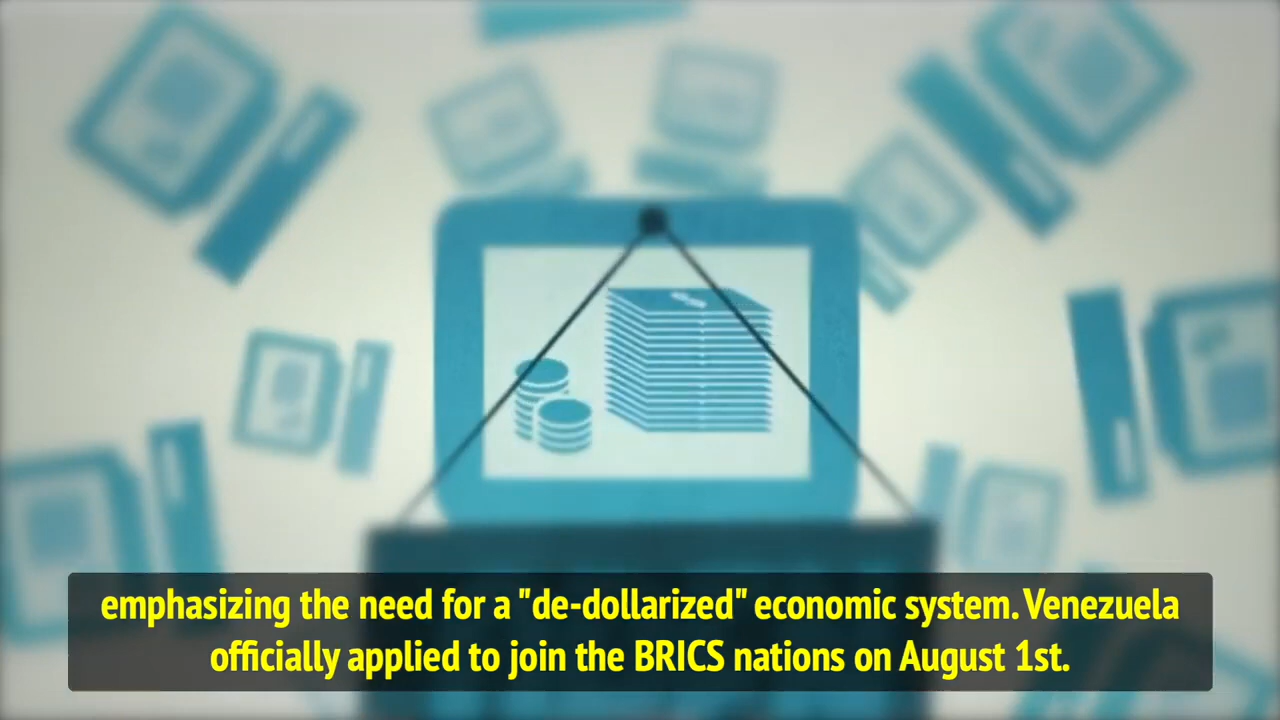 emphasizing the need for a "de-dollarized" economic system. Venezuela
officially applied to join the BRICS nations on August 1st.